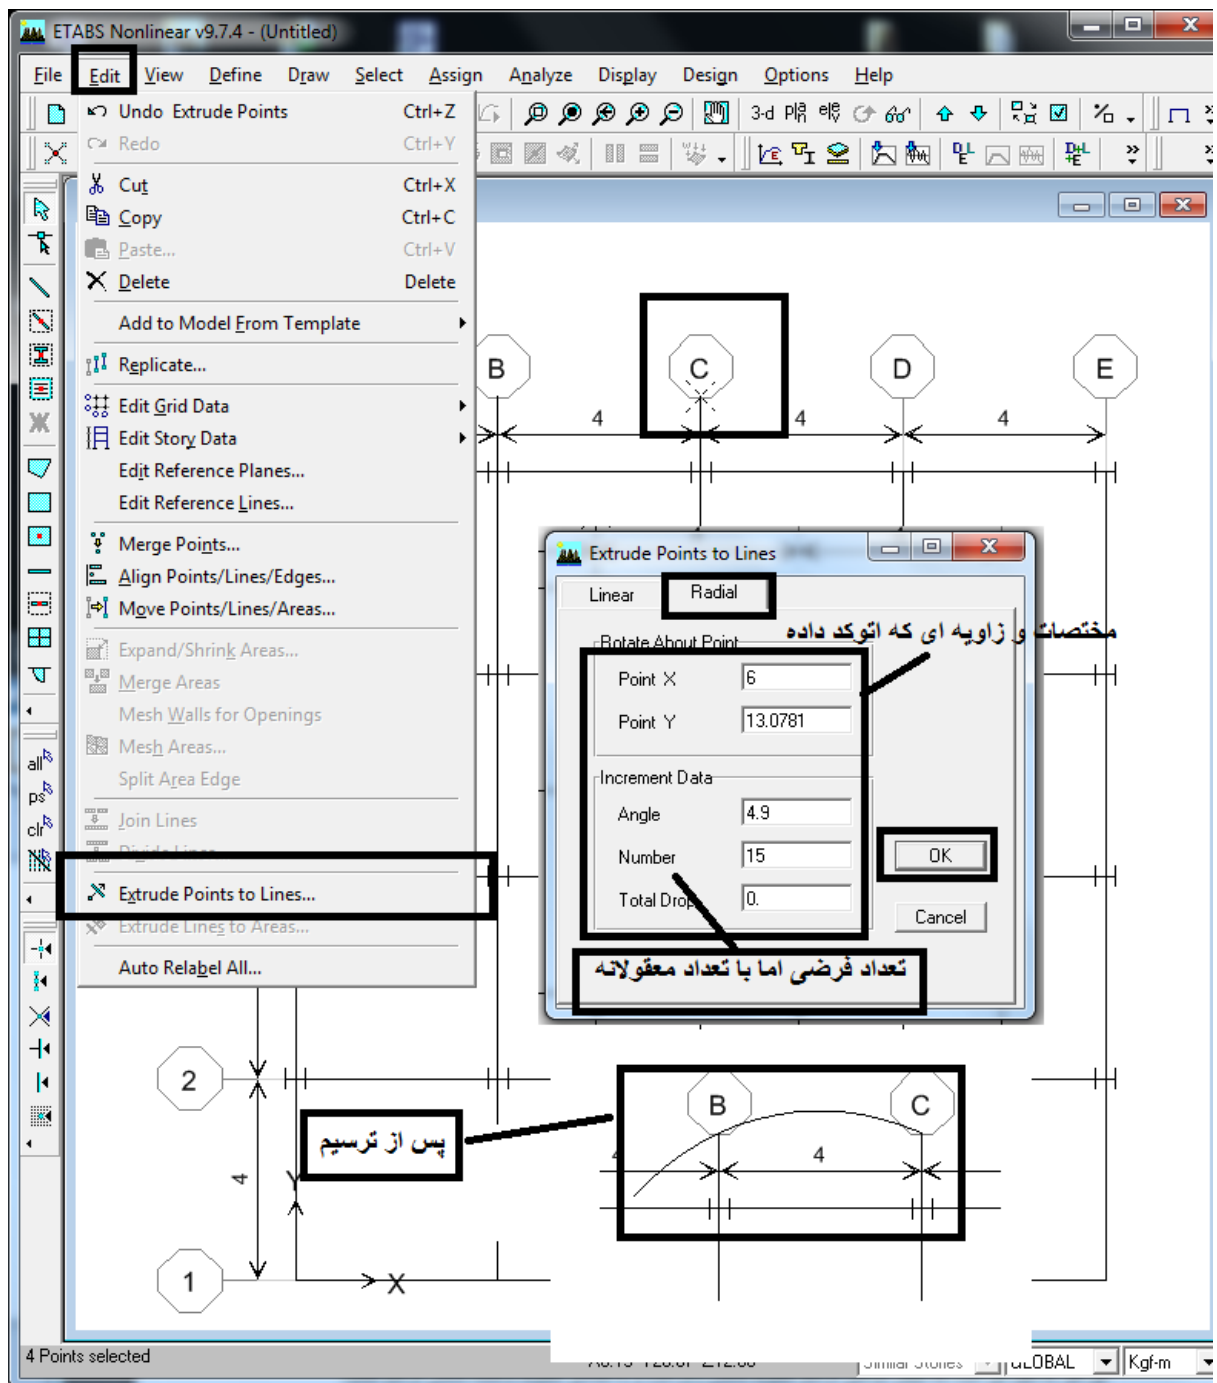 ETABS Nonlinear v9.7.4 - (Untitled)
File Edit View Define Draw Select Assign Analyze Display Design Options Help
Undo Extrude Points Ctrl+Z
Redo Ctrl+Y
Cut Ctrl+X
Copy Ctrl+C
Paste... Ctrl+V
Delete Delete
Add to Model From Template
Replicate...
Edit Grid Data
Edit Story Data
Edit Reference Planes...
Edit Reference Lines...
Merge Points...
Align Points/Lines/Edges...
Move Points/Lines/Areas...
Expand/Shrink Areas...
Merge Areas
Mesh Walls for Openings
Mesh Areas...
Split Area Edge
Join Lines
Divide Lines
Extrude Points to Lines...
Extrude Lines to Areas...
Auto Relabel All...
3-d
all
ps
clr
B C D E
4 4 4
Extrude Points to Lines
Linear Radial
مختصات و زاویه ای که اتوکد داده
Rotate About Point
Point X 6
Point Y 13.0781
Increment Data
Angle 4.9
Number 15
Total Drop 0.
OK
Cancel
تعداد فرضی اما با تعداد معقولانه
2
B C
4
پس از ترسیم
4
Y
1
X
4 Points selected
GLOBAL
Kgf-m